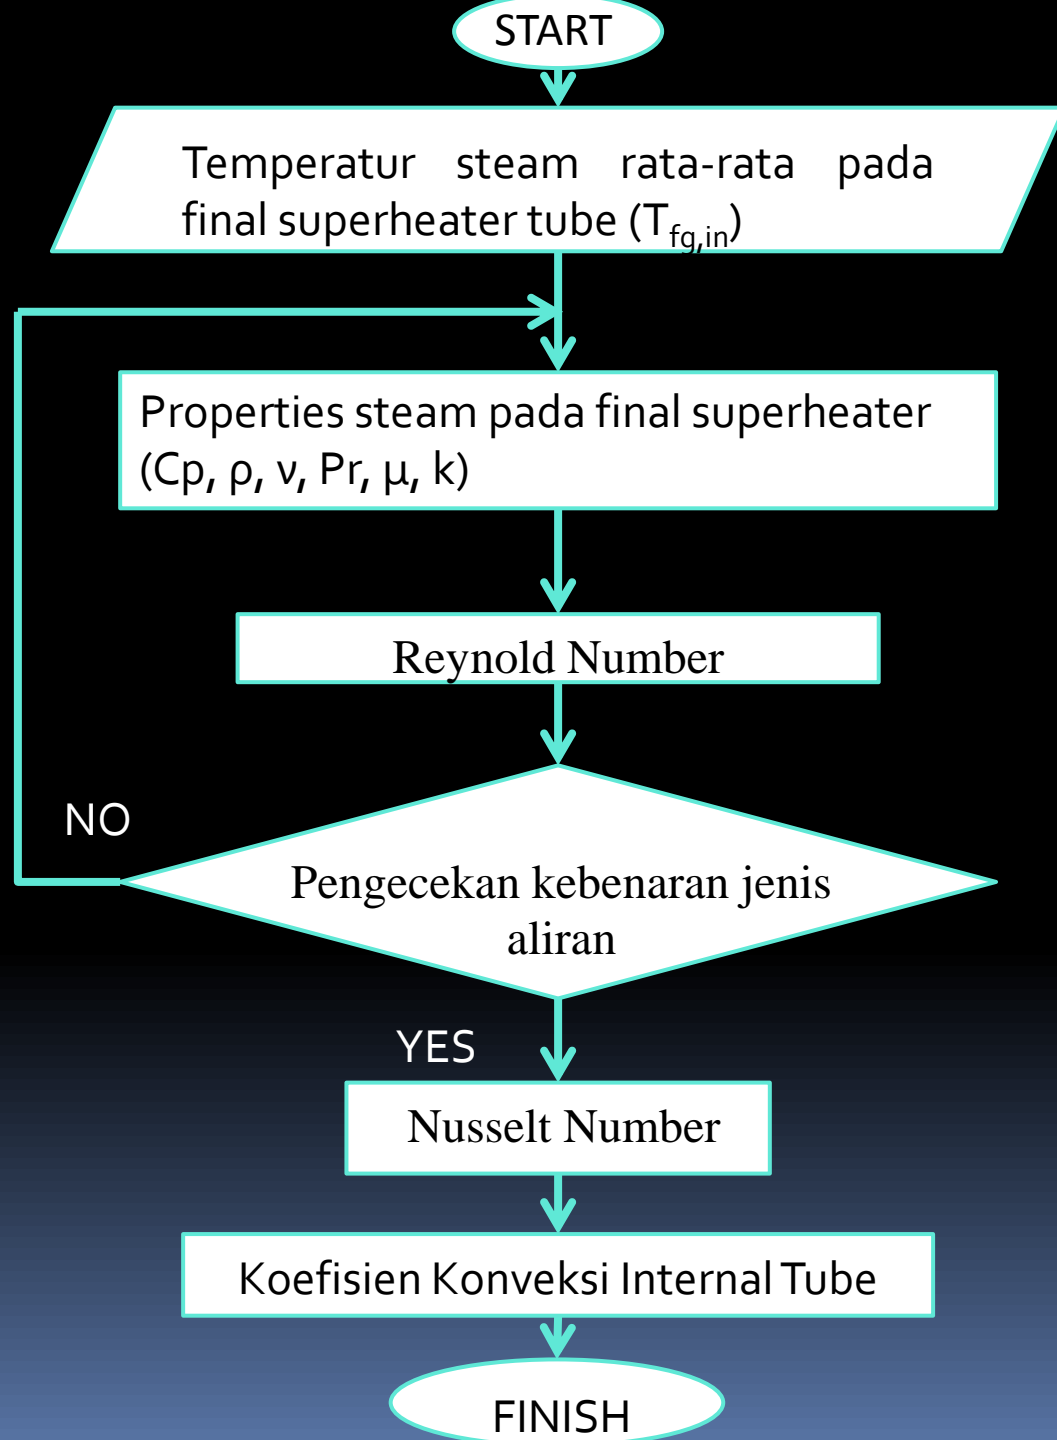 START
Temperatur steam rata-rata pada
final superheater tube (T_fg,in)
Properties steam pada final superheater
(Cp, ρ, ν, Pr, μ, k)
Reynold Number
NO
Pengecekan kebenaran jenis
aliran
YES
Nusselt Number
Koefisien Konveksi Internal Tube
FINISH